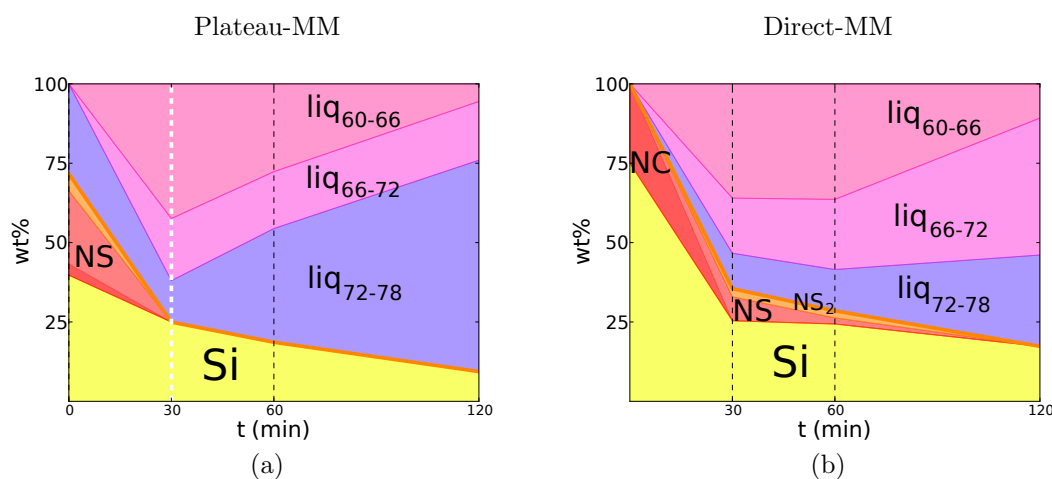 Plateau-MM
100
75
50
25
0
30
60
120
wt%
t (min)
liq60-66
liq66-72
liq72-78
NS
Si
(a)
Direct-MM
100
75
50
25
30
60
120
wt%
t (min)
liq60-66
liq66-72
liq72-78
NC
NS
NS2
Si
(b)